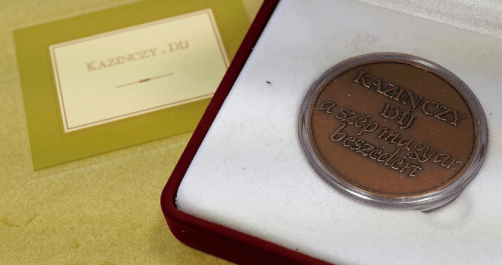 KAZINCZY - DÍJ
KAZINCZY
DÍJ
a szép magyar
beszédért